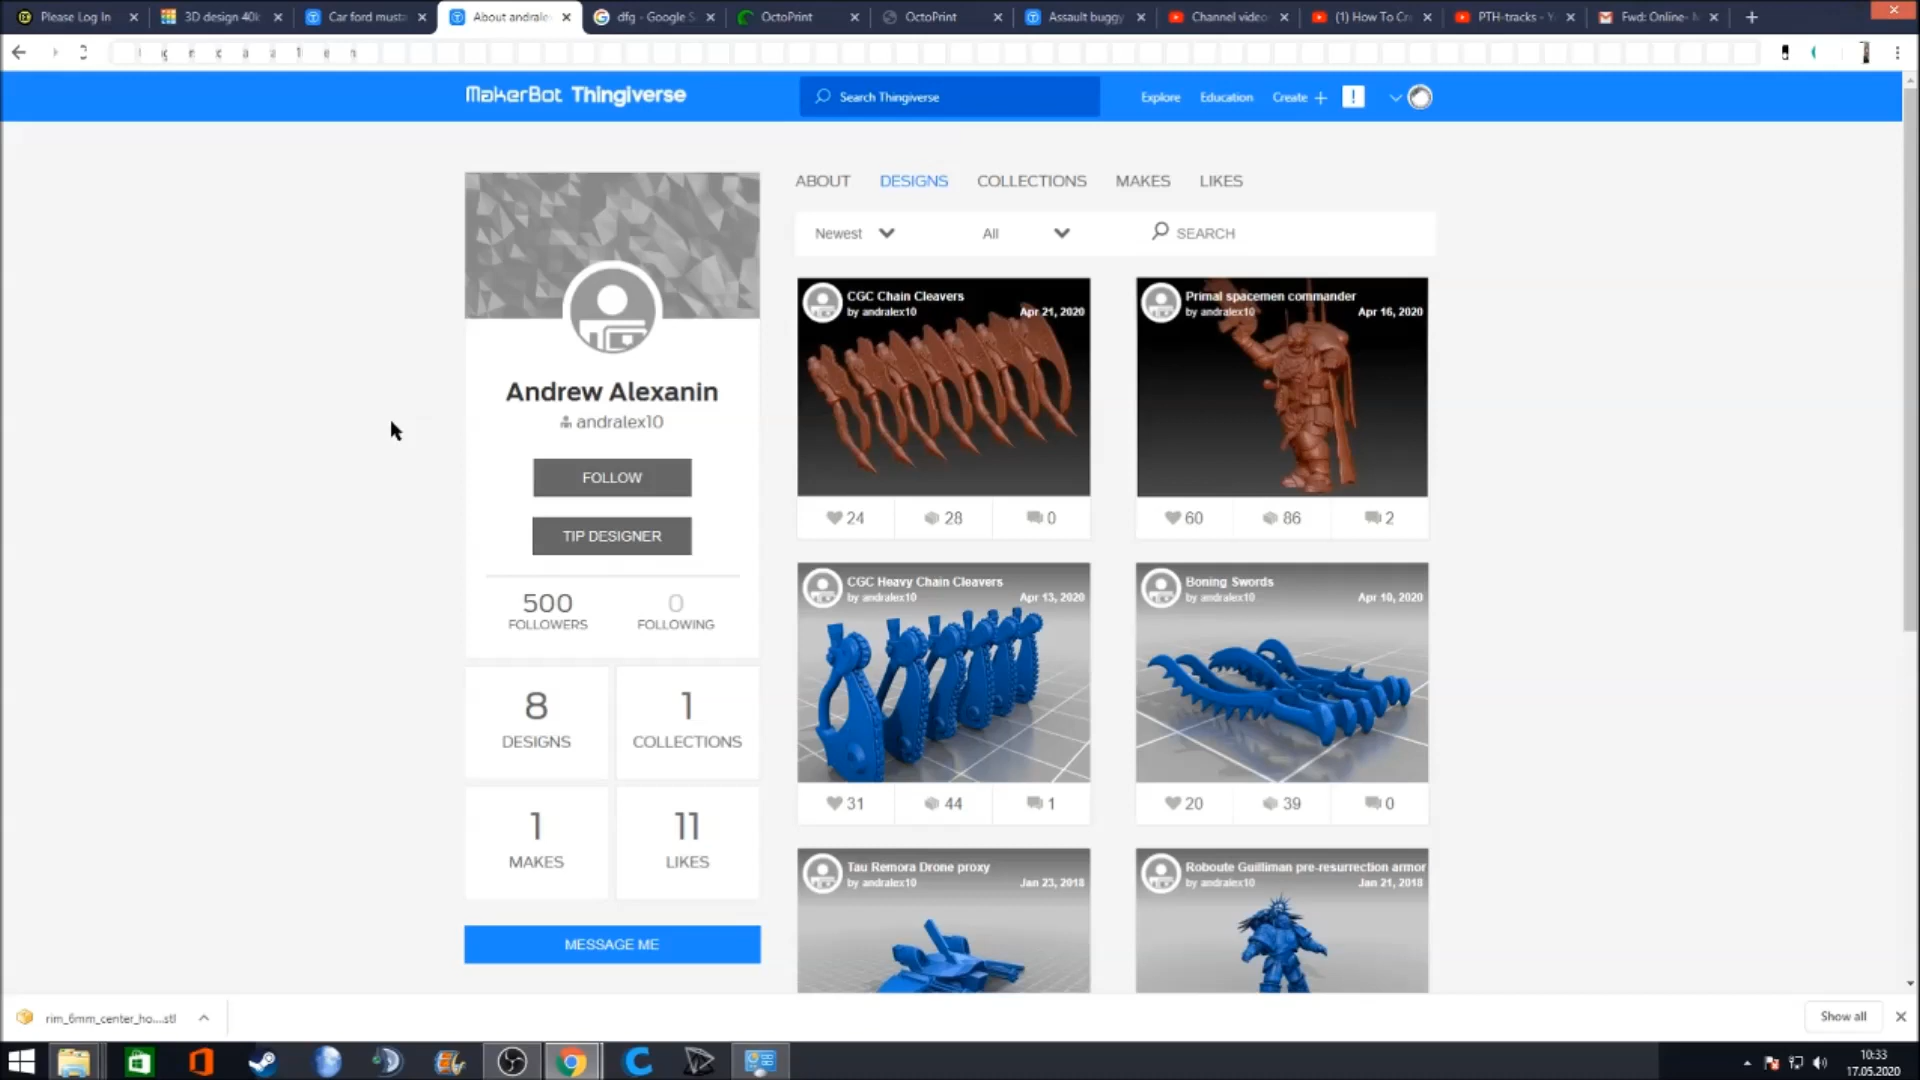 Please Log In
3D design 40k
Car ford musta
About andrale
dfg - Google S
OctoPrint
OctoPrint
Assault buggy
Channel video
(1) How To Cr
PTH-tracks - Y
Fwd: Online-
MakerBot Thingiverse
Search Thingiverse
Explore
Education
Create +
ABOUT
DESIGNS
COLLECTIONS
MAKES
LIKES
Newest
All
SEARCH
Andrew Alexanin
andralex10
FOLLOW
TIP DESIGNER
500
FOLLOWERS
0
FOLLOWING
8
DESIGNS
1
COLLECTIONS
1
MAKES
11
LIKES
MESSAGE ME
CGC Chain Cleavers
by andralex10
Apr 21, 2020
24
28
0
Primal spacemen commander
by andralex10
Apr 16, 2020
60
86
2
CGC Heavy Chain Cleavers
by andralex10
Apr 13, 2020
31
44
1
Boning Swords
by andralex10
Apr 10, 2020
20
39
0
Tau Remora Drone proxy
by andralex10
Jan 23, 2018
Roboute Guilliman pre-resurrection armor
by andralex10
Jan 21, 2018
rim_6mm_center_ho....stl
Show all
10:33
17.05.2020